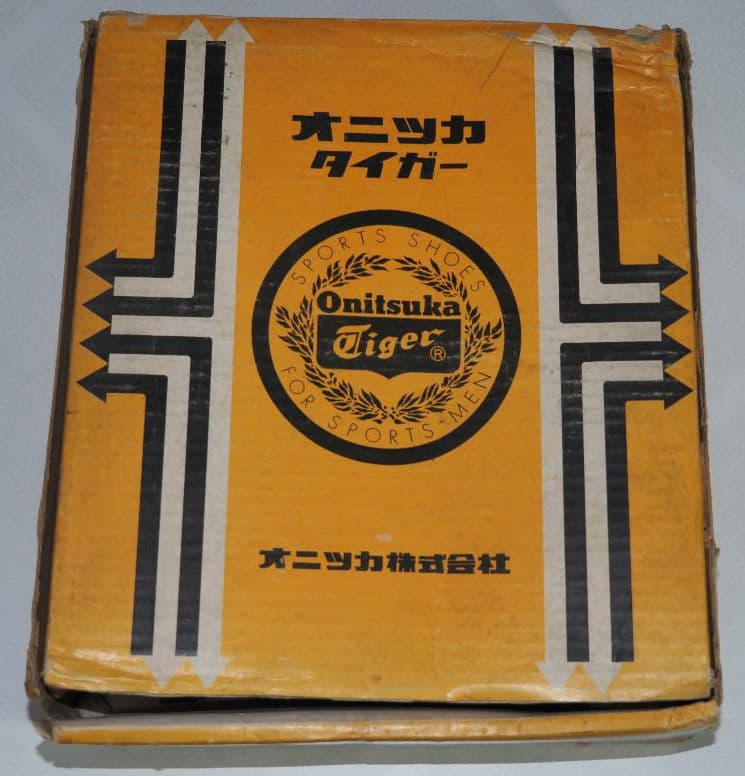 オニツカ
タイガー
SPORTS SHOES
Onitsuka
Tiger®
FOR SPORTS MEN
オニツカ株式会社